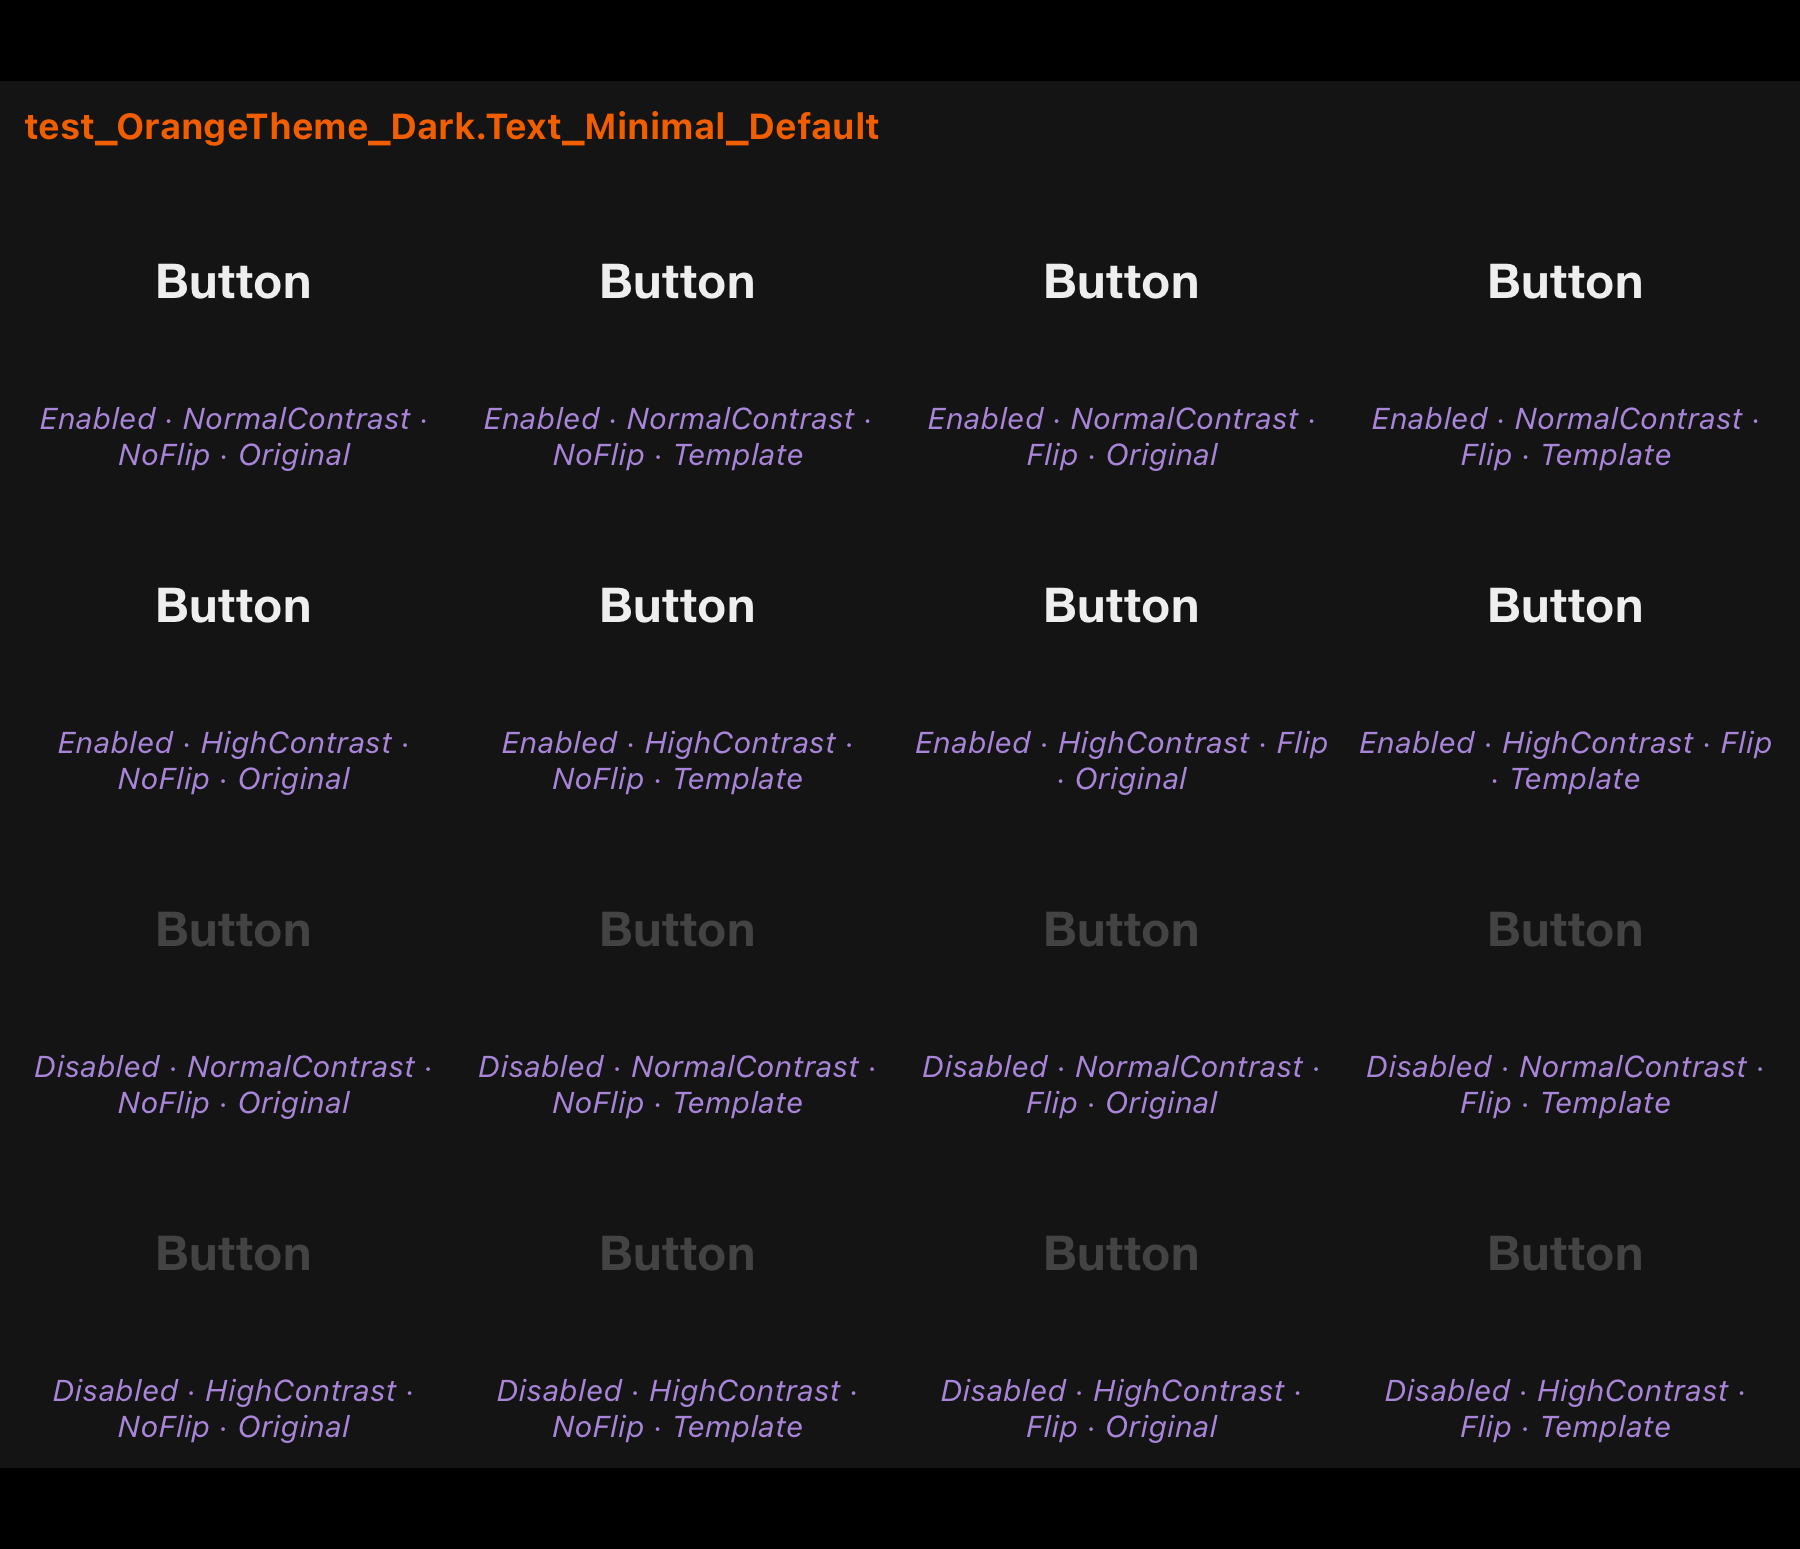 test_OrangeTheme_Dark.Text_Minimal_Default
Button Button Button Button
Enabled · NormalContrast · Enabled · NormalContrast · Enabled · NormalContrast · Enabled · NormalContrast ·
NoFlip · Original NoFlip · Template Flip · Original Flip · Template
Button Button Button Button
Enabled · HighContrast · Enabled · HighContrast · Enabled · HighContrast · Flip Enabled · HighContrast · Flip
NoFlip · Original NoFlip · Template · Original · Template
Button Button Button Button
Disabled · NormalContrast · Disabled · NormalContrast · Disabled · NormalContrast · Disabled · NormalContrast ·
NoFlip · Original NoFlip · Template Flip · Original Flip · Template
Button Button Button Button
Disabled · HighContrast · Disabled · HighContrast · Disabled · HighContrast · Disabled · HighContrast ·
NoFlip · Original NoFlip · Template Flip · Original Flip · Template